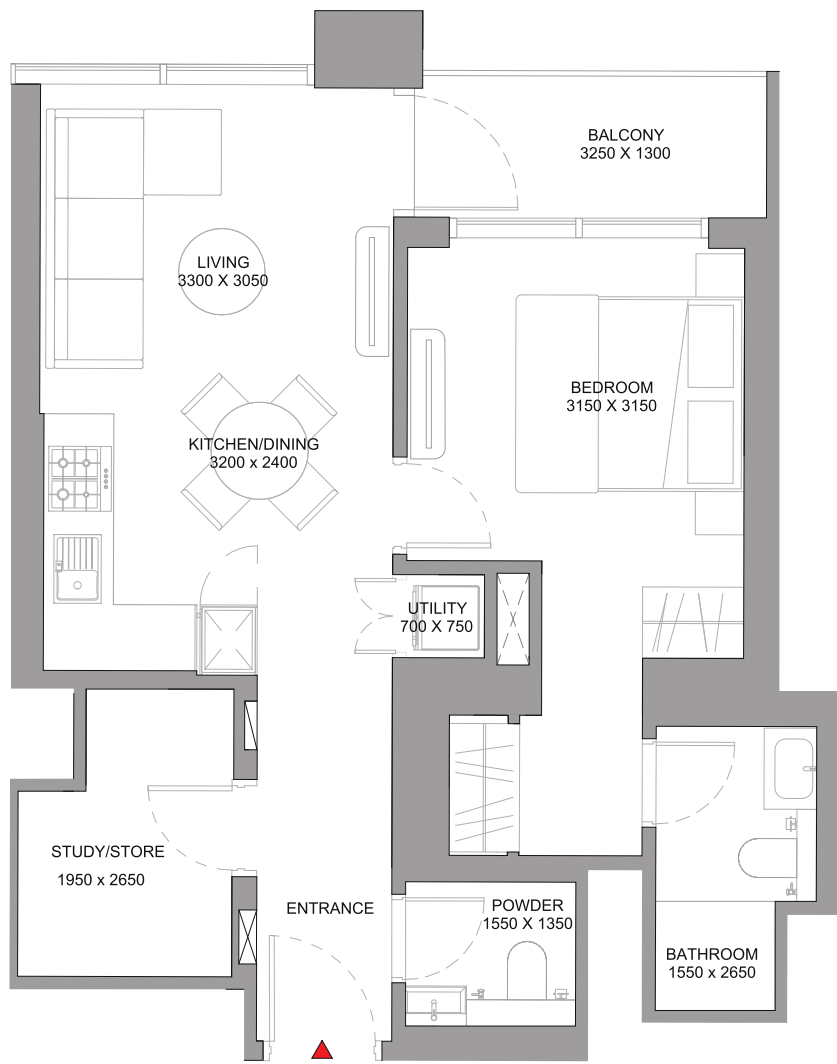 BALCONY
3250 X 1300
LIVING
3300 X 3050
BEDROOM
3150 X 3150
KITCHEN/DINING
3200 x 2400
UTILITY
700 X 750
STUDY/STORE
1950 x 2650
ENTRANCE
POWDER
1550 X 1350
BATHROOM
1550 x 2650